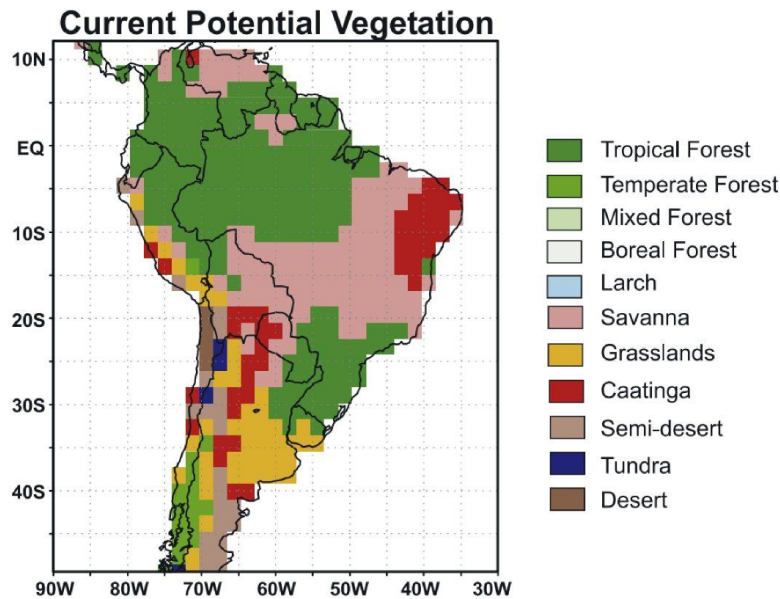 Current Potential Vegetation
10N
EQ
10S
20S
30S
40S
90W 80W 70W 60W 50W 40W 30W
Tropical Forest
Temperate Forest
Mixed Forest
Boreal Forest
Larch
Savanna
Grasslands
Caatinga
Semi-desert
Tundra
Desert